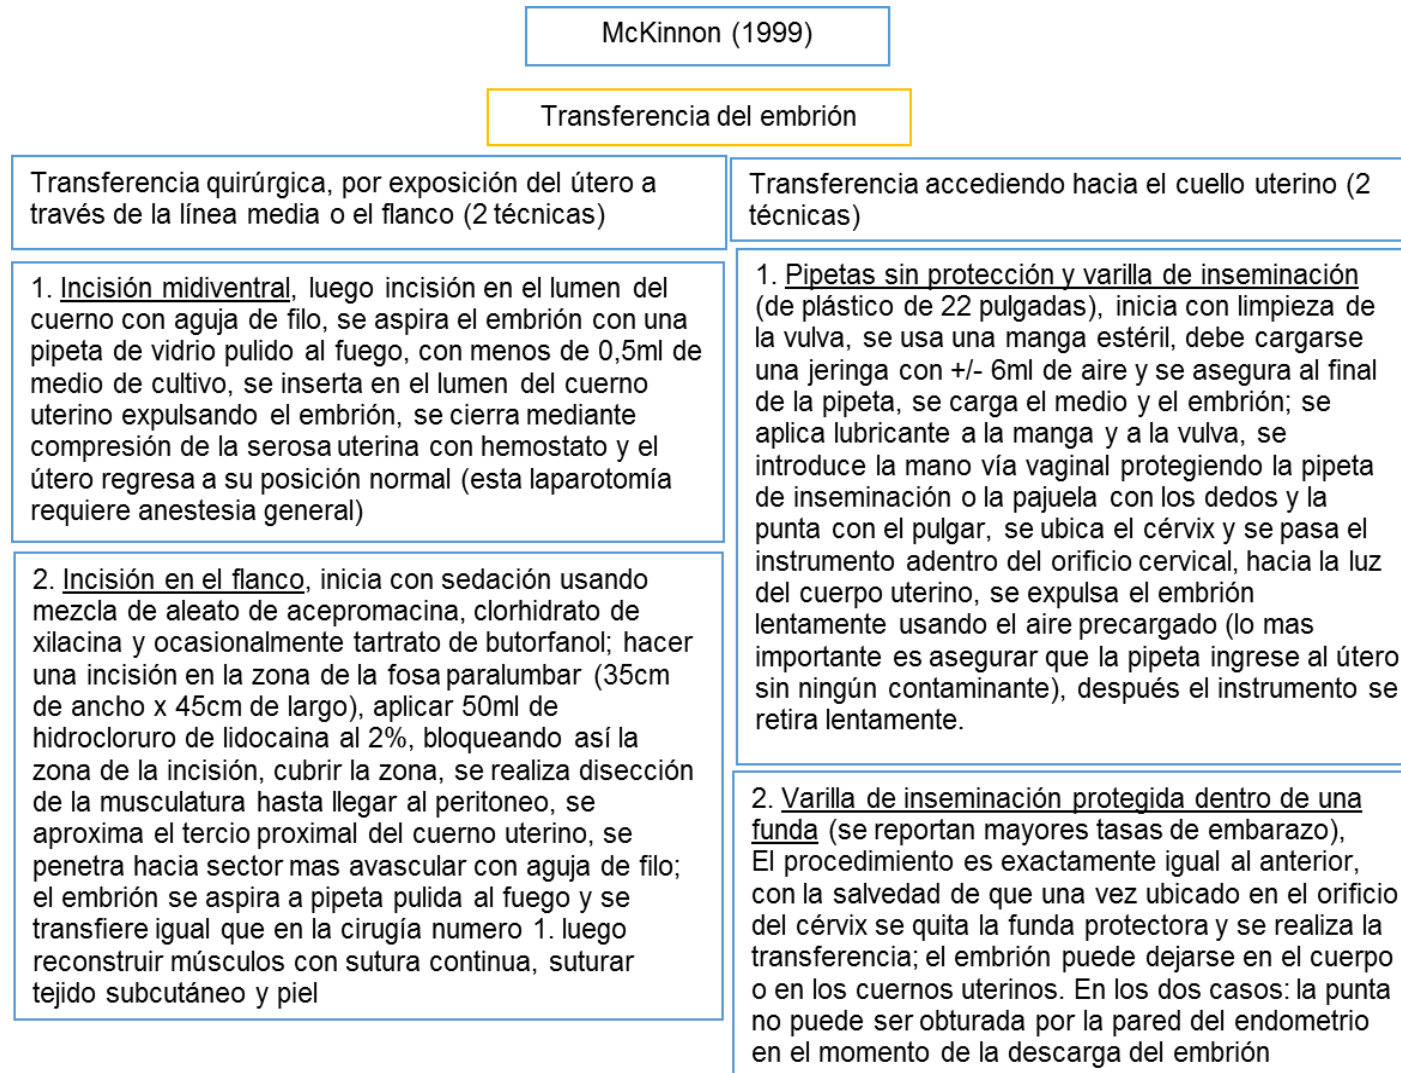 McKinnon (1999)
Transferencia del embrión
Transferencia quirúrgica, por exposición del útero a
través de la línea media o el flanco (2 técnicas)
1. Incisión midiventral, luego incisión en el lumen del
cuerno con aguja de filo, se aspira el embrión con una
pipeta de vidrio pulido al fuego, con menos de 0,5ml de
medio de cultivo, se inserta en el lumen del cuerno
uterino expulsando el embrión, se cierra mediante
compresión de la serosa uterina con hemostato y el
útero regresa a su posición normal (esta laparotomía
requiere anestesia general)
2. Incisión en el flanco, inicia con sedación usando
mezcla de aleato de acepromacina, clorhidrato de
xilacina y ocasionalmente tartrato de butorfanol; hacer
una incisión en la zona de la fosa paralumbar (35cm
de ancho x 45cm de largo), aplicar 50ml de
hidrocloruro de lidocaina al 2%, bloqueando así la
zona de la incisión, cubrir la zona, se realiza disección
de la musculatura hasta llegar al peritoneo, se
aproxima el tercio proximal del cuerno uterino, se
penetra hacia sector mas avascular con aguja de filo;
el embrión se aspira a pipeta pulida al fuego y se
transfiere igual que en la cirugía numero 1. luego
reconstruir músculos con sutura continua, suturar
tejido subcutáneo y piel
Transferencia accediendo hacia el cuello uterino (2
técnicas)
1. Pipetas sin protección y varilla de inseminación
(de plástico de 22 pulgadas), inicia con limpieza de
la vulva, se usa una manga estéril, debe cargarse
una jeringa con +/- 6ml de aire y se asegura al final
de la pipeta, se carga el medio y el embrión; se
aplica lubricante a la manga y a la vulva, se
introduce la mano vía vaginal protegiendo la pipeta
de inseminación o la pajuela con los dedos y la
punta con el pulgar, se ubica el cérvix y se pasa el
instrumento adentro del orificio cervical, hacia la luz
del cuerpo uterino, se expulsa el embrión
lentamente usando el aire precargado (lo mas
importante es asegurar que la pipeta ingrese al útero
sin ningún contaminante), después el instrumento se
retira lentamente.
2. Varilla de inseminación protegida dentro de una
funda (se reportan mayores tasas de embarazo),
El procedimiento es exactamente igual al anterior,
con la salvedad de que una vez ubicado en el orificio
del cérvix se quita la funda protectora y se realiza la
transferencia; el embrión puede dejarse en el cuerpo
o en los cuernos uterinos. En los dos casos: la punta
no puede ser obturada por la pared del endometrio
en el momento de la descarga del embrión